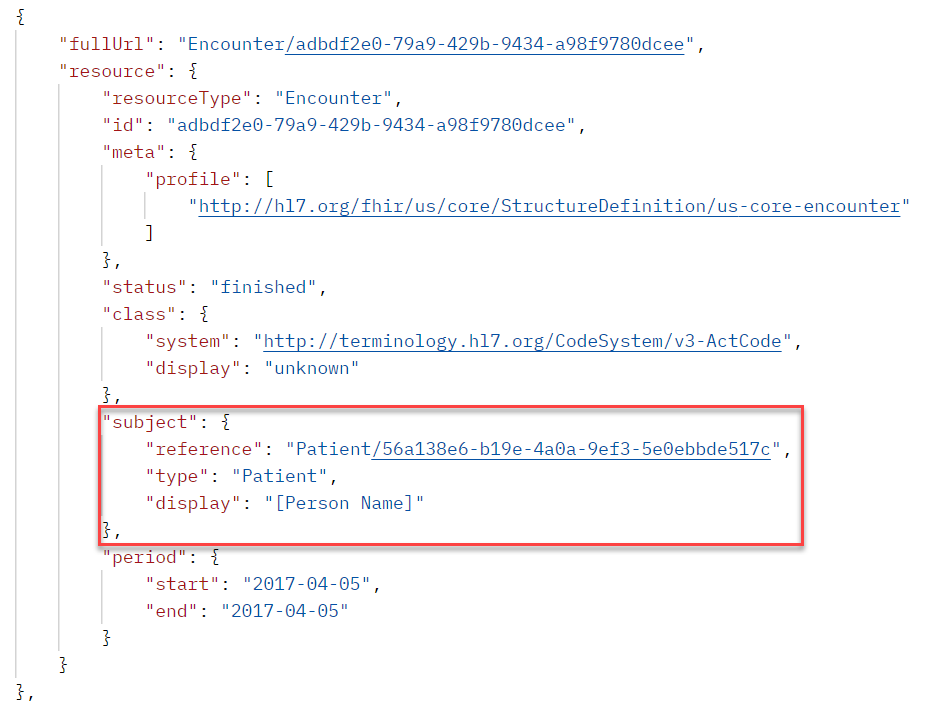 {
"fullUrl": "Encounter/adbdf2e0-79a9-429b-9434-a98f9780dcee",
"resource": {
"resourceType": "Encounter",
"id": "adbdf2e0-79a9-429b-9434-a98f9780dcee",
"meta": {
"profile": [
"http://hl7.org/fhir/us/core/StructureDefinition/us-core-encounter"
]
},
"status": "finished",
"class": {
"system": "http://terminology.hl7.org/CodeSystem/v3-ActCode",
"display": "unknown"
},
"subject": {
"reference": "Patient/56a138e6-b19e-4a0a-9ef3-5e0ebbde517c",
"type": "Patient",
"display": "[Person Name]"
},
"period": {
"start": "2017-04-05",
"end": "2017-04-05"
}
}
},